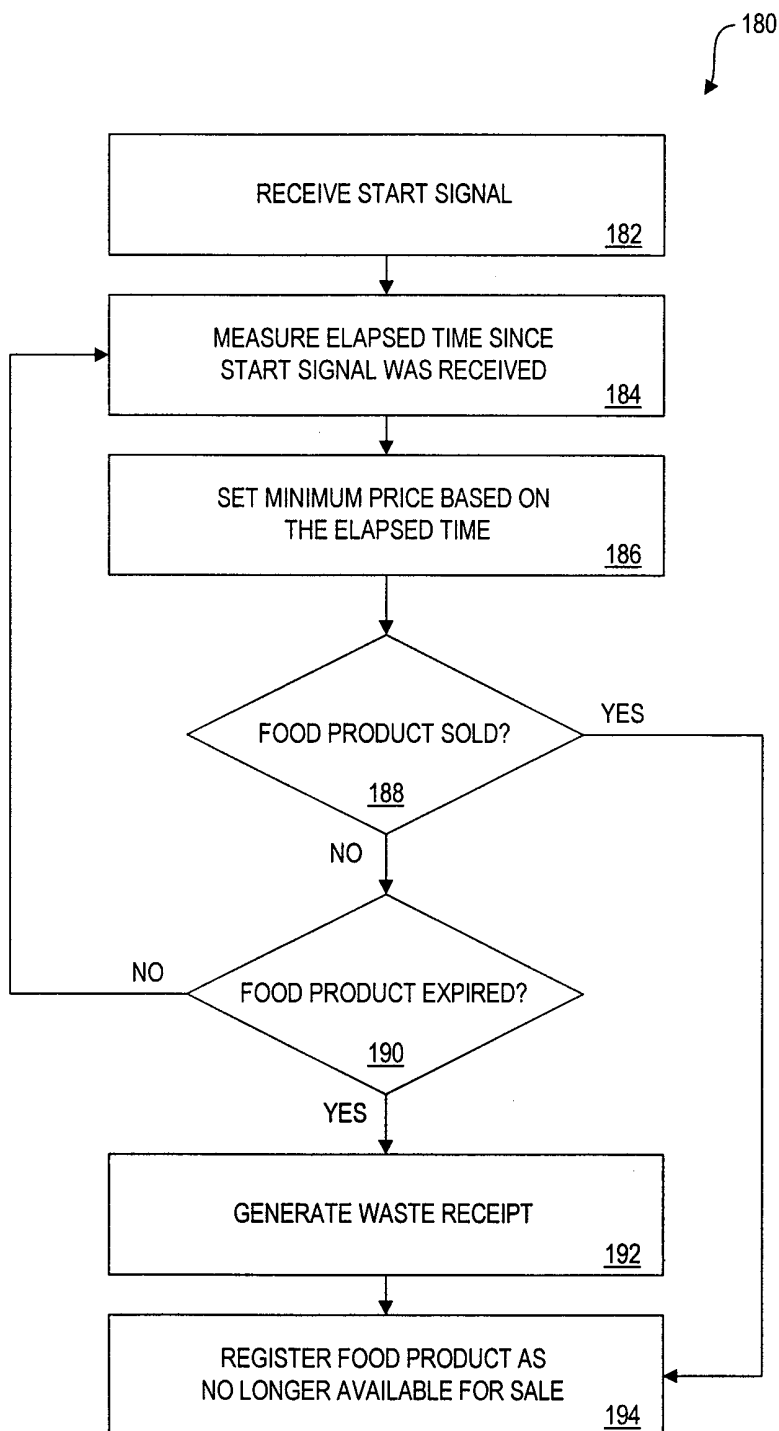 180
RECEIVE START SIGNAL
182
MEASURE ELAPSED TIME SINCE
START SIGNAL WAS RECEIVED
184
SET MINIMUM PRICE BASED ON
THE ELAPSED TIME
186
FOOD PRODUCT SOLD?
188
YES
NO
FOOD PRODUCT EXPIRED?
190
NO
YES
GENERATE WASTE RECEIPT
192
REGISTER FOOD PRODUCT AS
NO LONGER AVAILABLE FOR SALE
194